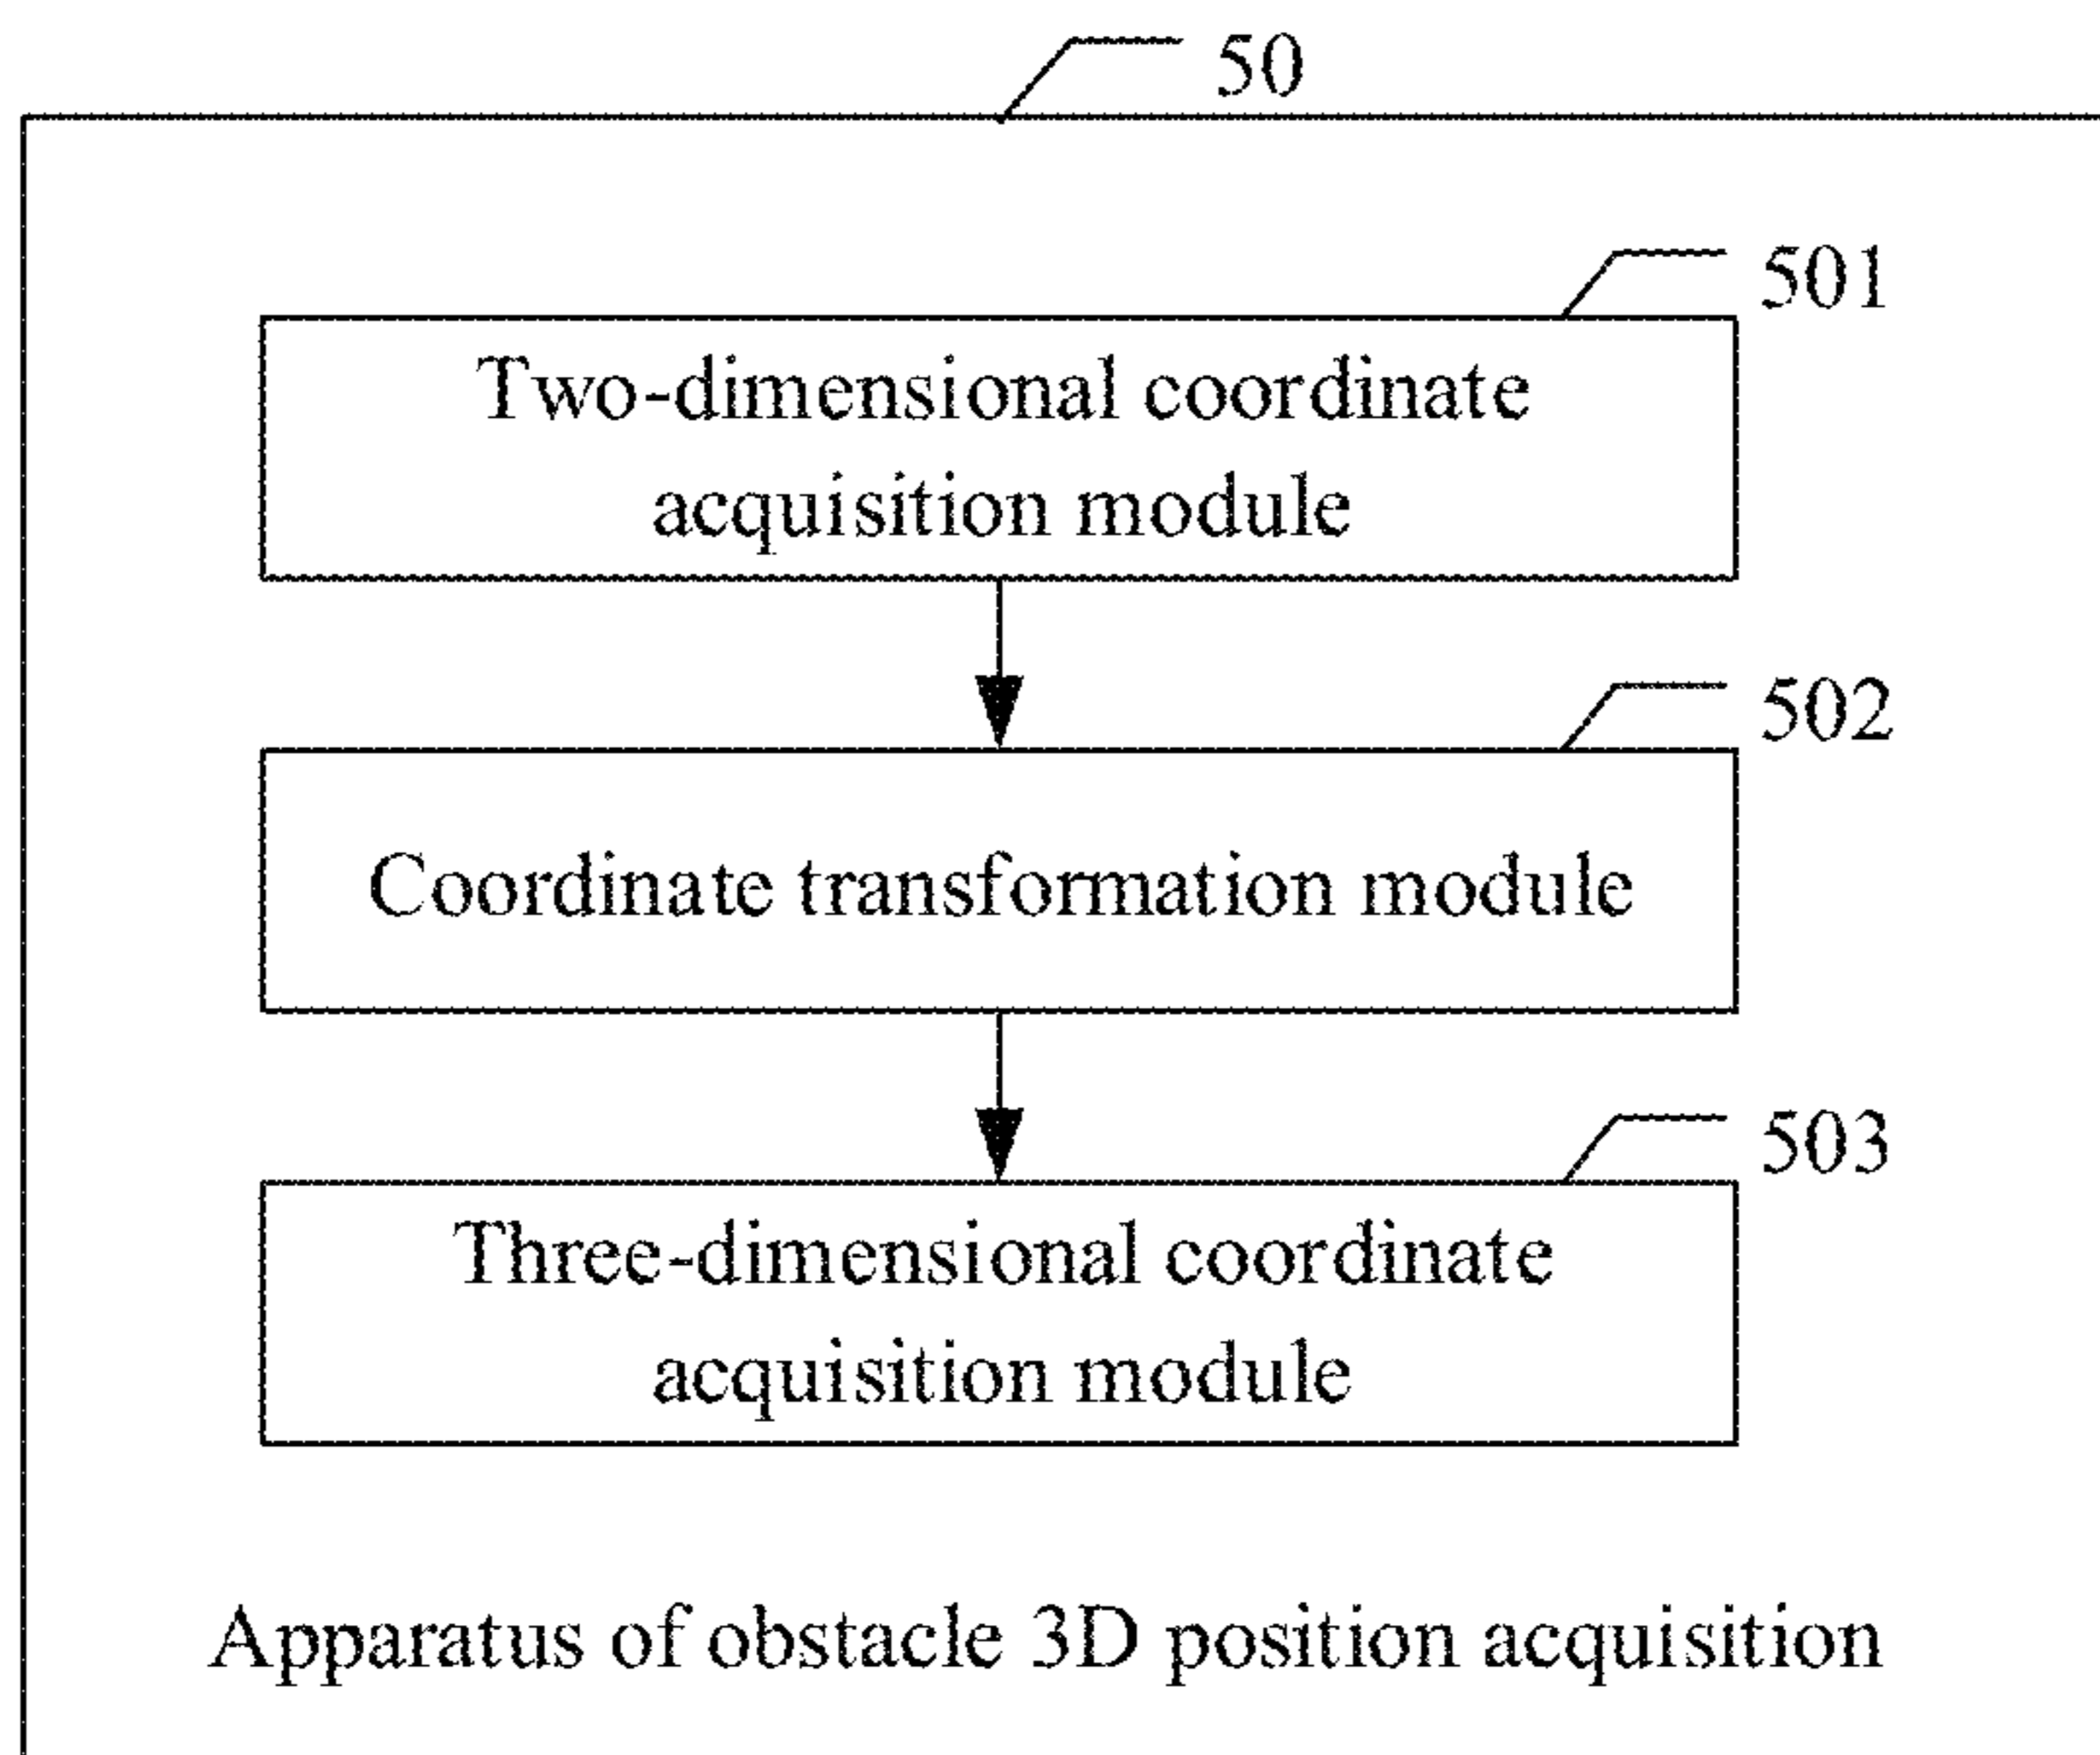 50
501
Two-dimensional coordinate
acquisition module
502
Coordinate transformation module
503
Three-dimensional coordinate
acquisition module
Apparatus of obstacle 3D position acquisition